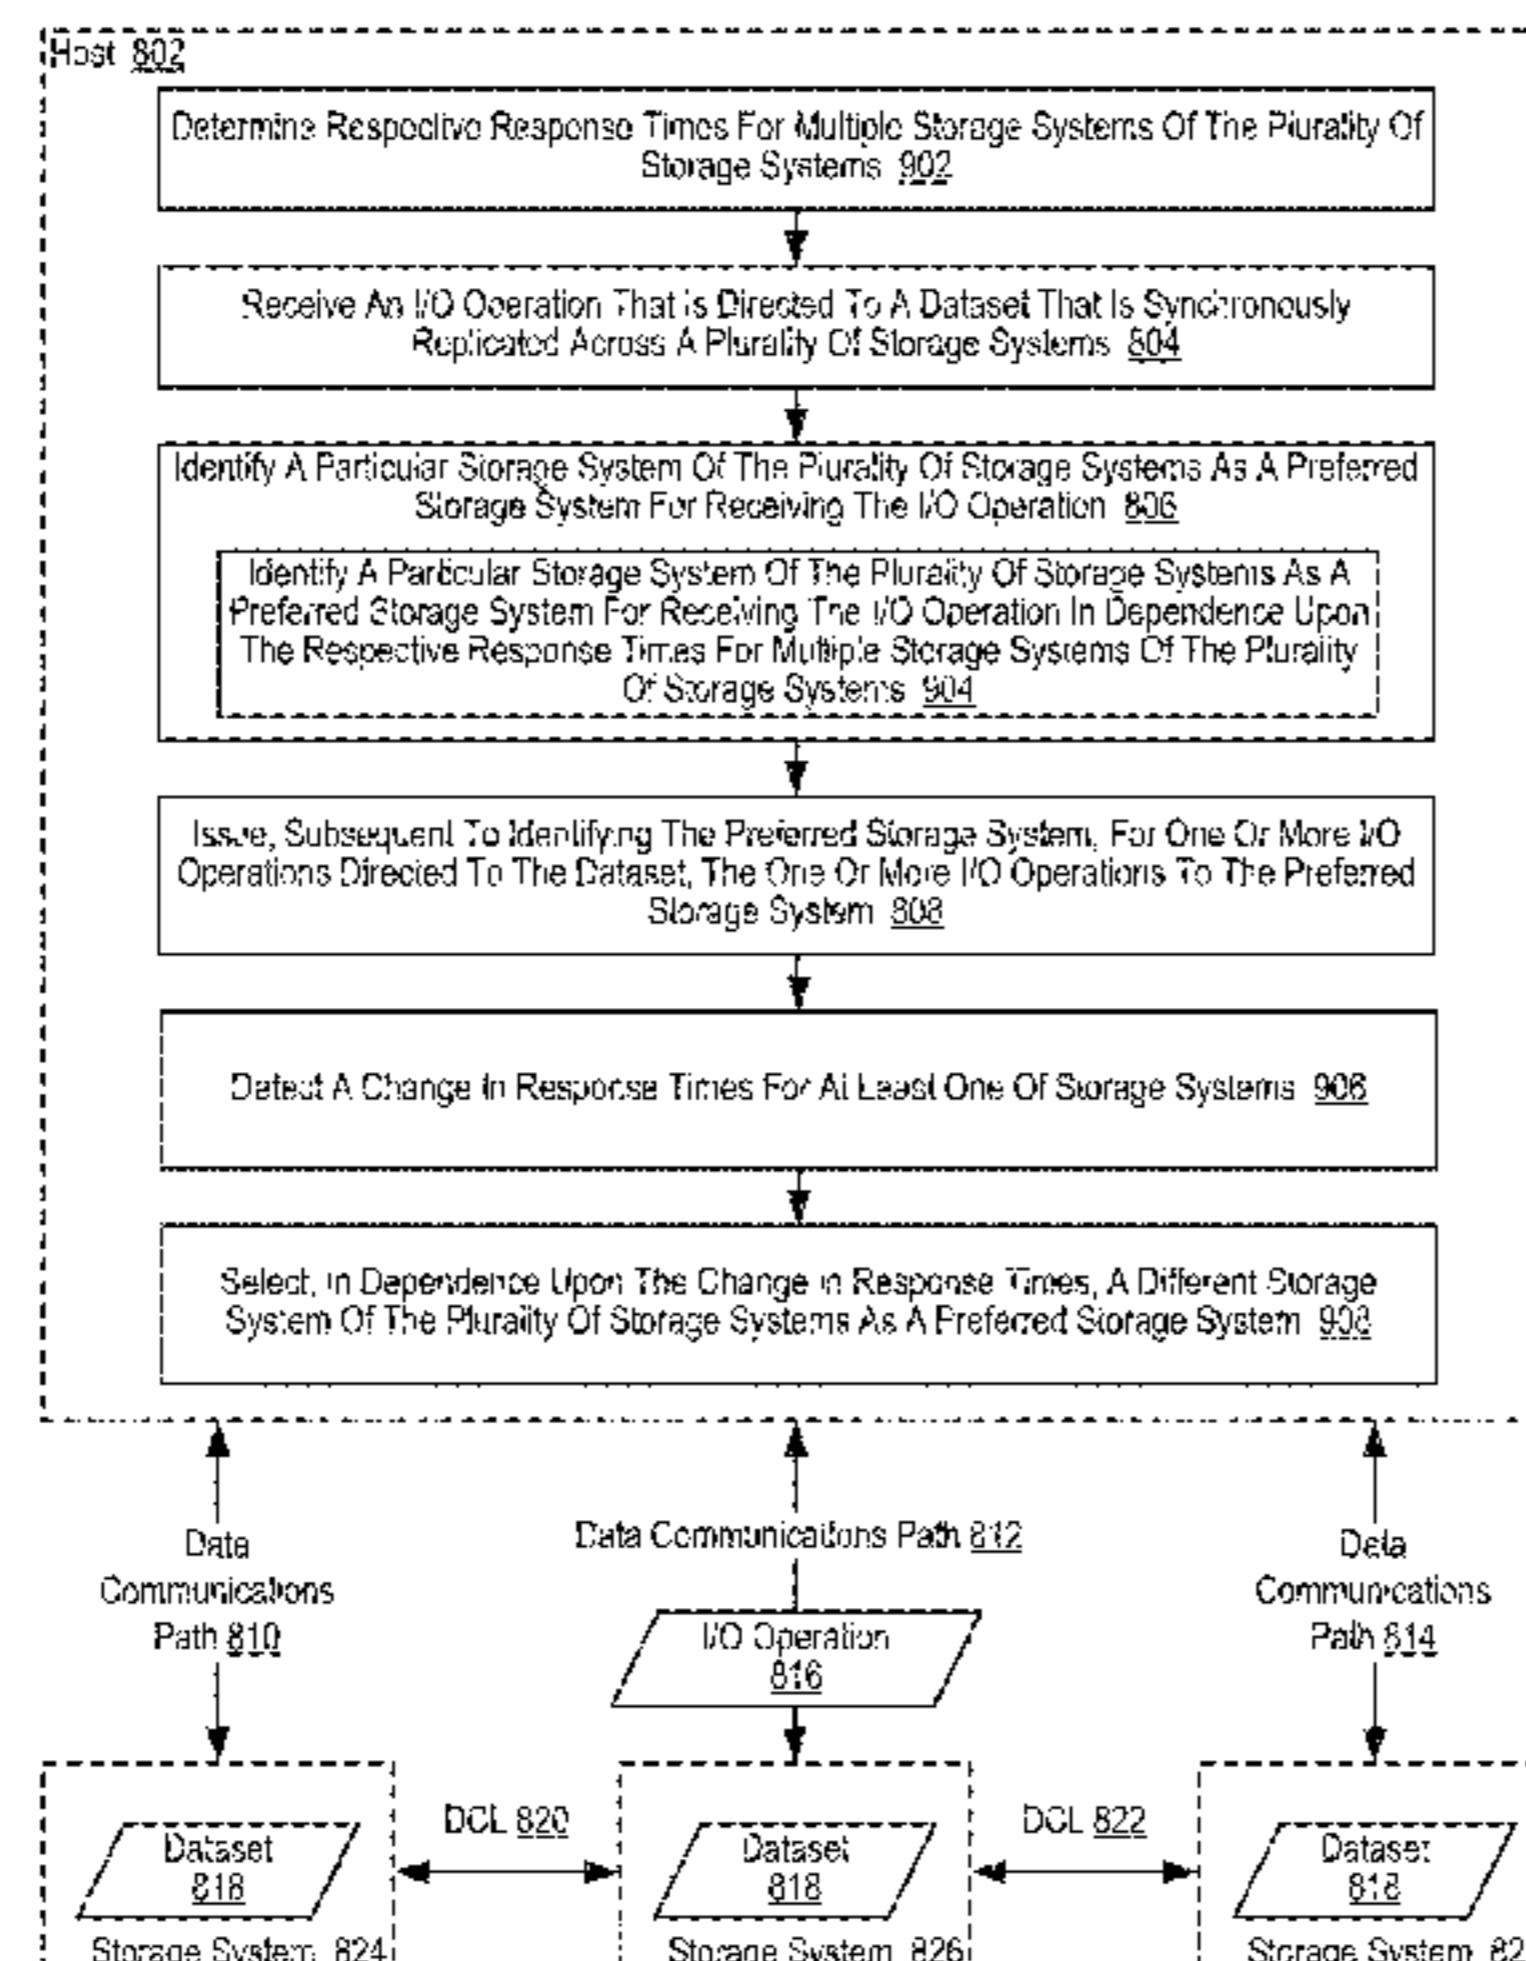 Host 802
Determine Respective Response Times For Multiple Storage Systems Of The Plurality Of
Storage Systems 902
Receive An I/O Operation That Is Directed To A Dataset That Is Synchronously
Replicated Across A Plurality Of Storage Systems 804
Identify A Particular Storage System Of The Plurality Of Storage Systems As A Preferred
Storage System For Receiving The I/O Operation 806
Identify A Particular Storage System Of The Plurality Of Storage Systems As A
Preferred Storage System For Receiving The I/O Operation In Dependence Upon
The Respective Response Times For Multiple Storage Systems Of The Plurality
Of Storage Systems 904
Issue, Subsequent To Identifying The Preferred Storage System, For One Or More I/O
Operations Directed To The Dataset, The One Or More I/O Operations To The Preferred
Storage System 808
Detect A Change In Response Times For At Least One Of Storage Systems 906
Select, In Dependence Upon The Change In Response Times, A Different Storage
System Of The Plurality Of Storage Systems As A Preferred Storage System 908
Data
Communications
Path 810
Data Communications Path 812
Data
Communications
Path 814
I/O Operation
816
DCL 820
DCL 822
Dataset
818
Dataset
818
Dataset
818
Storage System 824
Storage System 826
Storage System